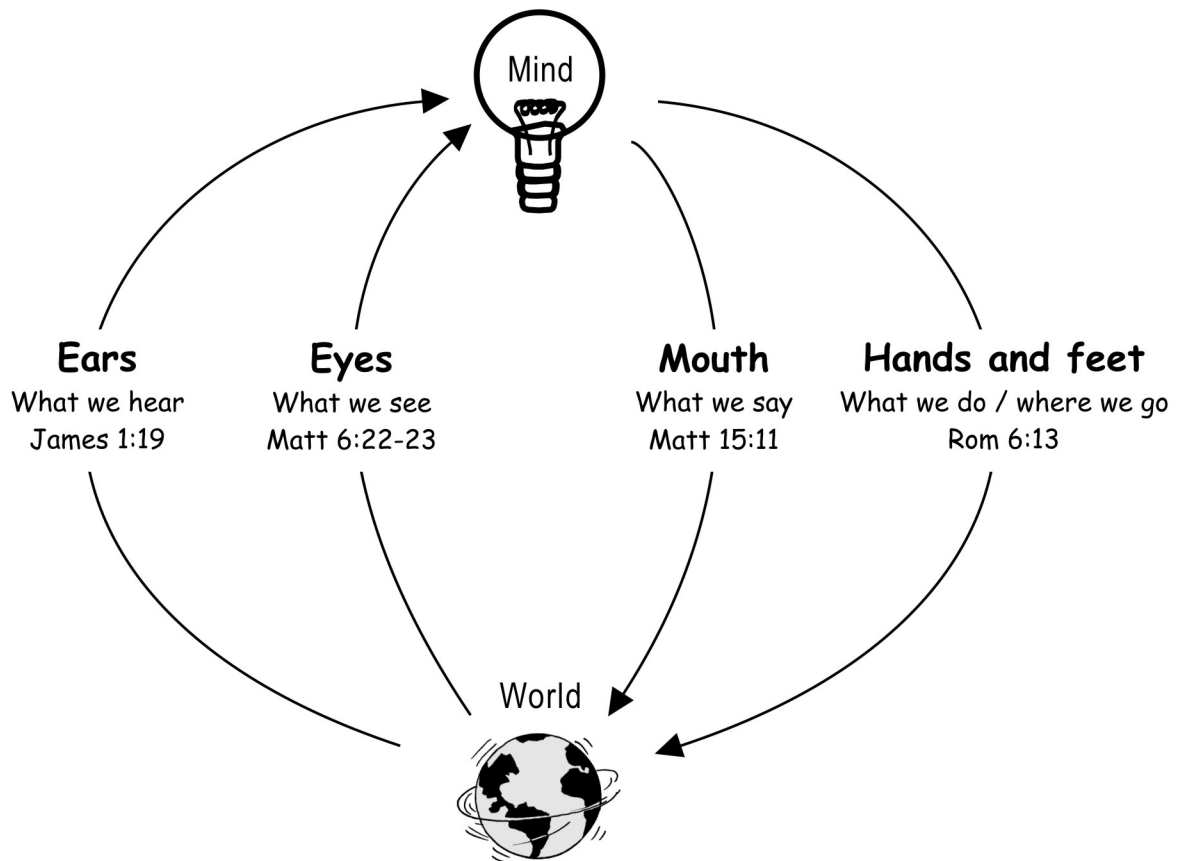 Mind
Ears
What we hear
James 1:19
Eyes
What we see
Matt 6:22-23
Mouth
What we say
Matt 15:11
Hands and feet
What we do / where we go
Rom 6:13
World